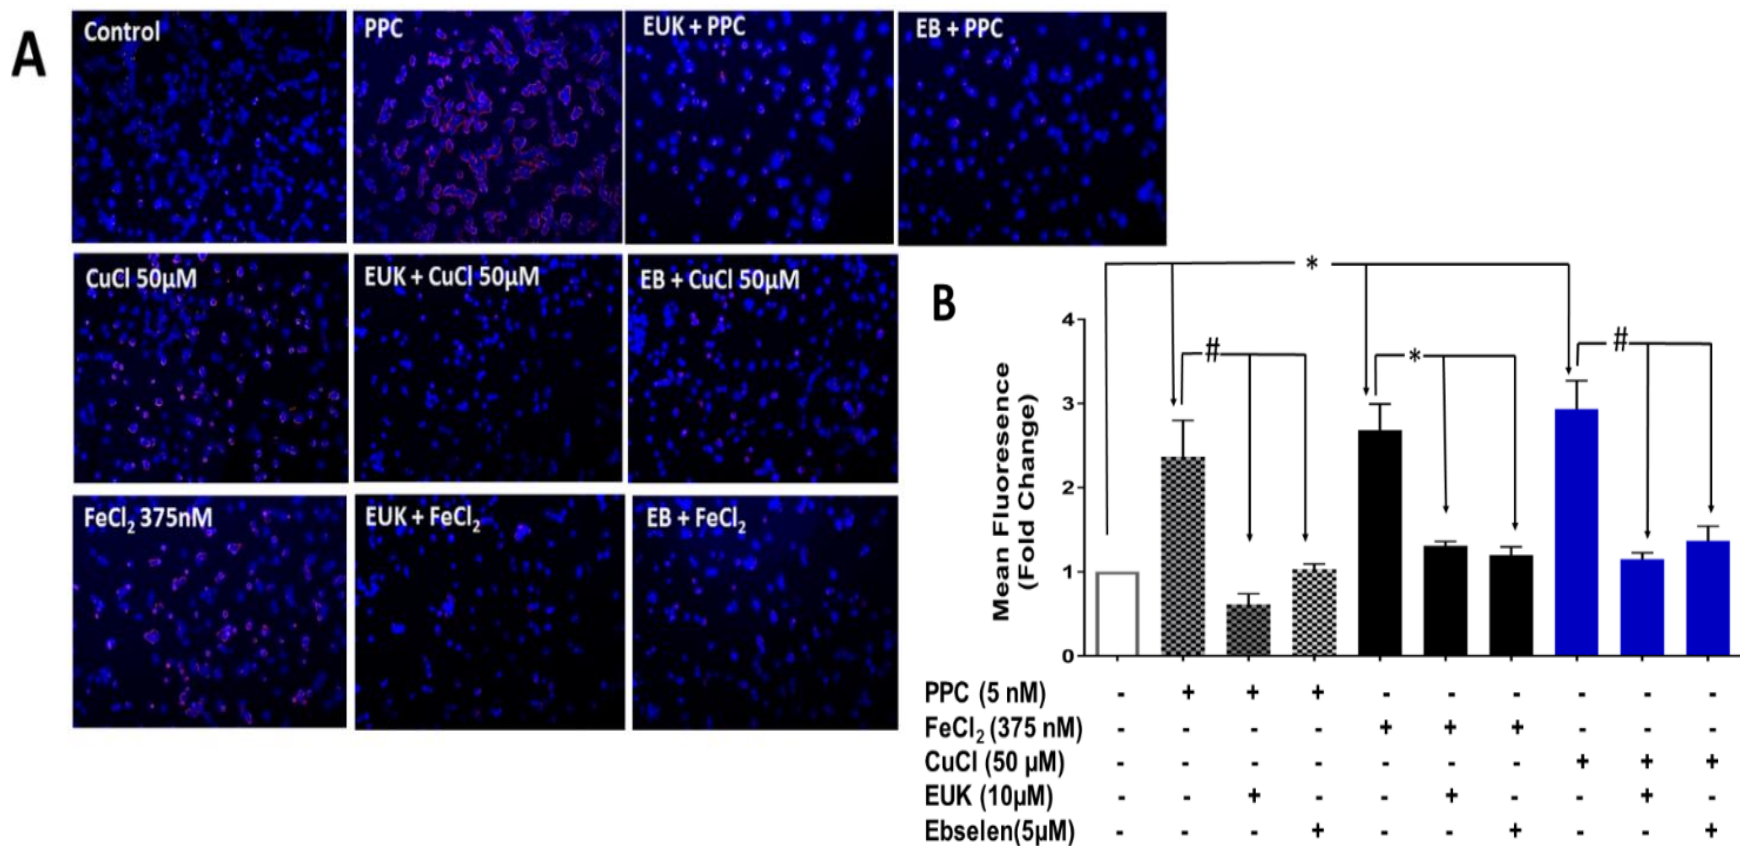 A
Control
PPC
EUK + PPC
EB + PPC
CuCl 50µM
EUK + CuCl 50µM
EB + CuCl 50µM
FeCl₂ 375nM
EUK + FeCl₂
EB + FeCl₂
B
Mean Fluoresence
(Fold Change)
4
3
2
1
0
*
#
*
#
PPC (5 nM) - + + + - - - - - -
FeCl₂ (375 nM) - - - - + + + - - -
CuCl (50 µM) - - - - - - - + + +
EUK (10µM) - - + - - + - - + -
Ebselen(5µM) - - - + - - + - - +